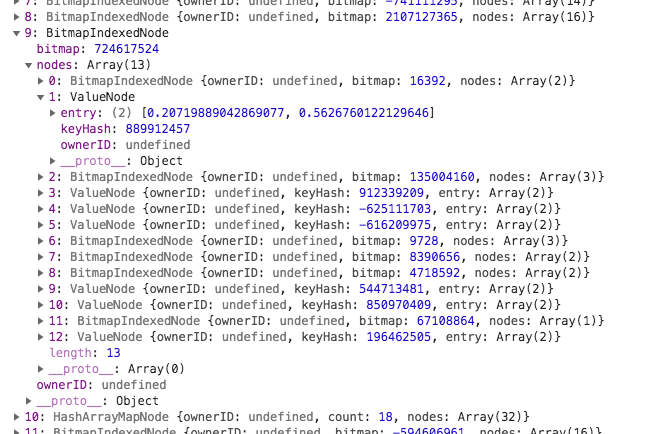 7: BitmapIndexedNode {ownerID: undefined, bitmap: -741111295, nodes: Array(14)}
8: BitmapIndexedNode {ownerID: undefined, bitmap: 2107127365, nodes: Array(16)}
9: BitmapIndexedNode
bitmap: 724617524
nodes: Array(13)
0: BitmapIndexedNode {ownerID: undefined, bitmap: 16392, nodes: Array(2)}
1: ValueNode
entry: (2) [0.20719889042869077, 0.5626760122129646]
keyHash: 889912457
ownerID: undefined
__proto__: Object
2: BitmapIndexedNode {ownerID: undefined, bitmap: 135004160, nodes: Array(3)}
3: ValueNode {ownerID: undefined, keyHash: 912339209, entry: Array(2)}
4: ValueNode {ownerID: undefined, keyHash: -625111703, entry: Array(2)}
5: ValueNode {ownerID: undefined, keyHash: -616209975, entry: Array(2)}
6: BitmapIndexedNode {ownerID: undefined, bitmap: 9728, nodes: Array(3)}
7: BitmapIndexedNode {ownerID: undefined, bitmap: 8390656, nodes: Array(2)}
8: BitmapIndexedNode {ownerID: undefined, bitmap: 4718592, nodes: Array(2)}
9: ValueNode {ownerID: undefined, keyHash: 544713481, entry: Array(2)}
10: ValueNode {ownerID: undefined, keyHash: 850970409, entry: Array(2)}
11: BitmapIndexedNode {ownerID: undefined, bitmap: 67108864, nodes: Array(1)}
12: ValueNode {ownerID: undefined, keyHash: 196462505, entry: Array(2)}
length: 13
__proto__: Array(0)
ownerID: undefined
__proto__: Object
10: HashArrayMapNode {ownerID: undefined, count: 18, nodes: Array(32)}
11: BitmapIndexedNode {ownerID: undefined, bitmap: -594606961, nodes: Array(16)}